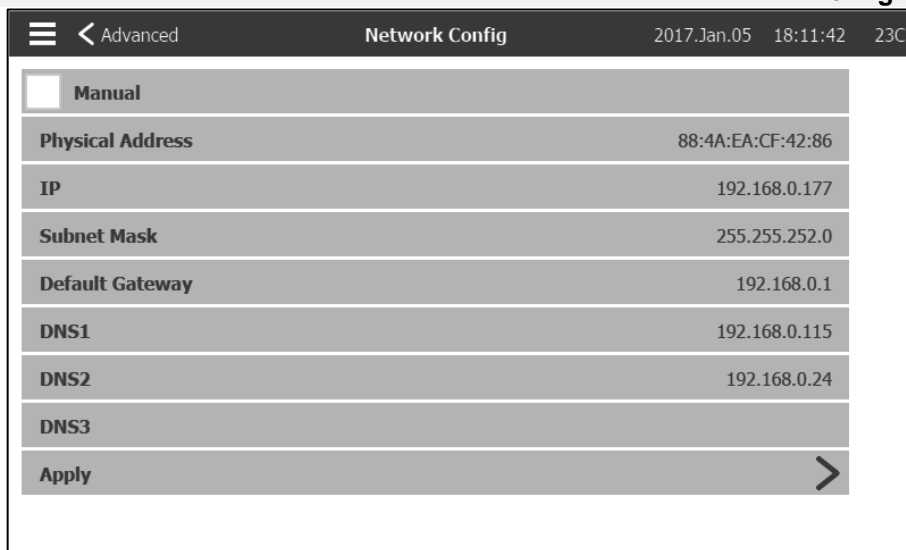 Advanced Network Config 2017.Jan.05 18:11:42
Manual
Physical Address 88:4A:EA:CF:42:86
IP 192.168.0.177
Subnet Mask 255.255.252.0
Default Gateway 192.168.0.1
DNS1 192.168.0.115
DNS2 192.168.0.24
DNS3
Apply